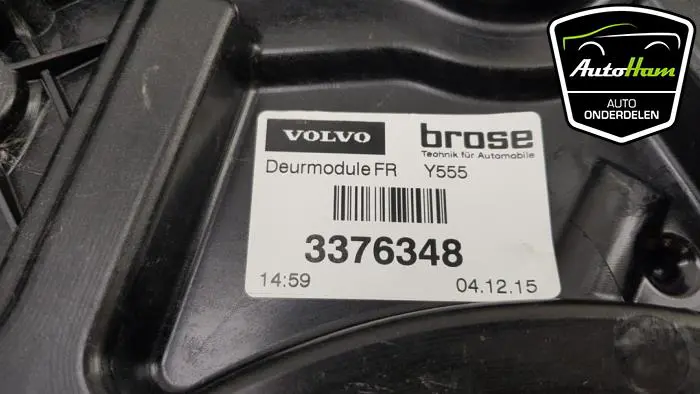 AutoHam
AUTO
ONDERDELEN
VOLVO
brose
Technik für Automobile
Deurmodule FR Y555
3376348
14:59 04.12.15